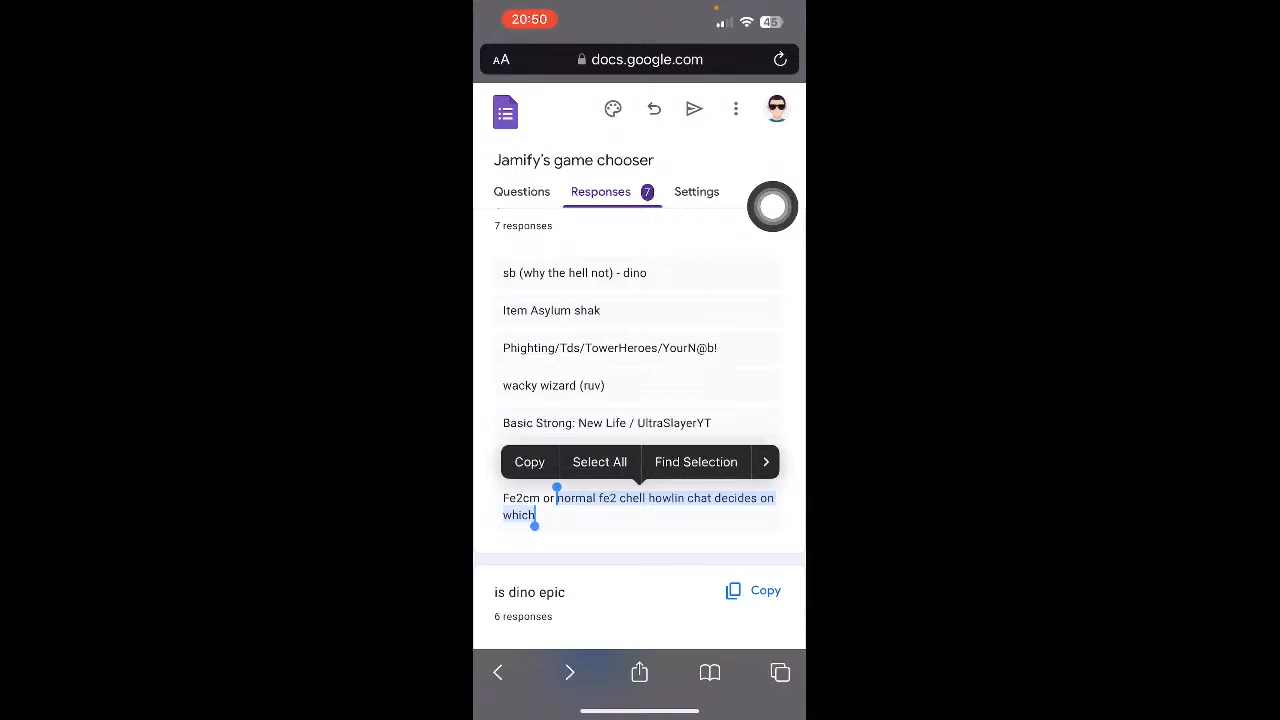 20:50
45
AA docs.google.com
Jamify's game chooser
Questions Responses 7 Settings
7 responses
sb (why the hell not) - dino
Item Asylum shak
Phighting/Tds/TowerHeroes/YourN@b!
wacky wizard (ruv)
Basic Strong: New Life / UltraSlayerYT
Copy Select All Find Selection
Fe2cm or normal fe2 chell howlin chat decides on
which
is dino epic Copy
6 responses